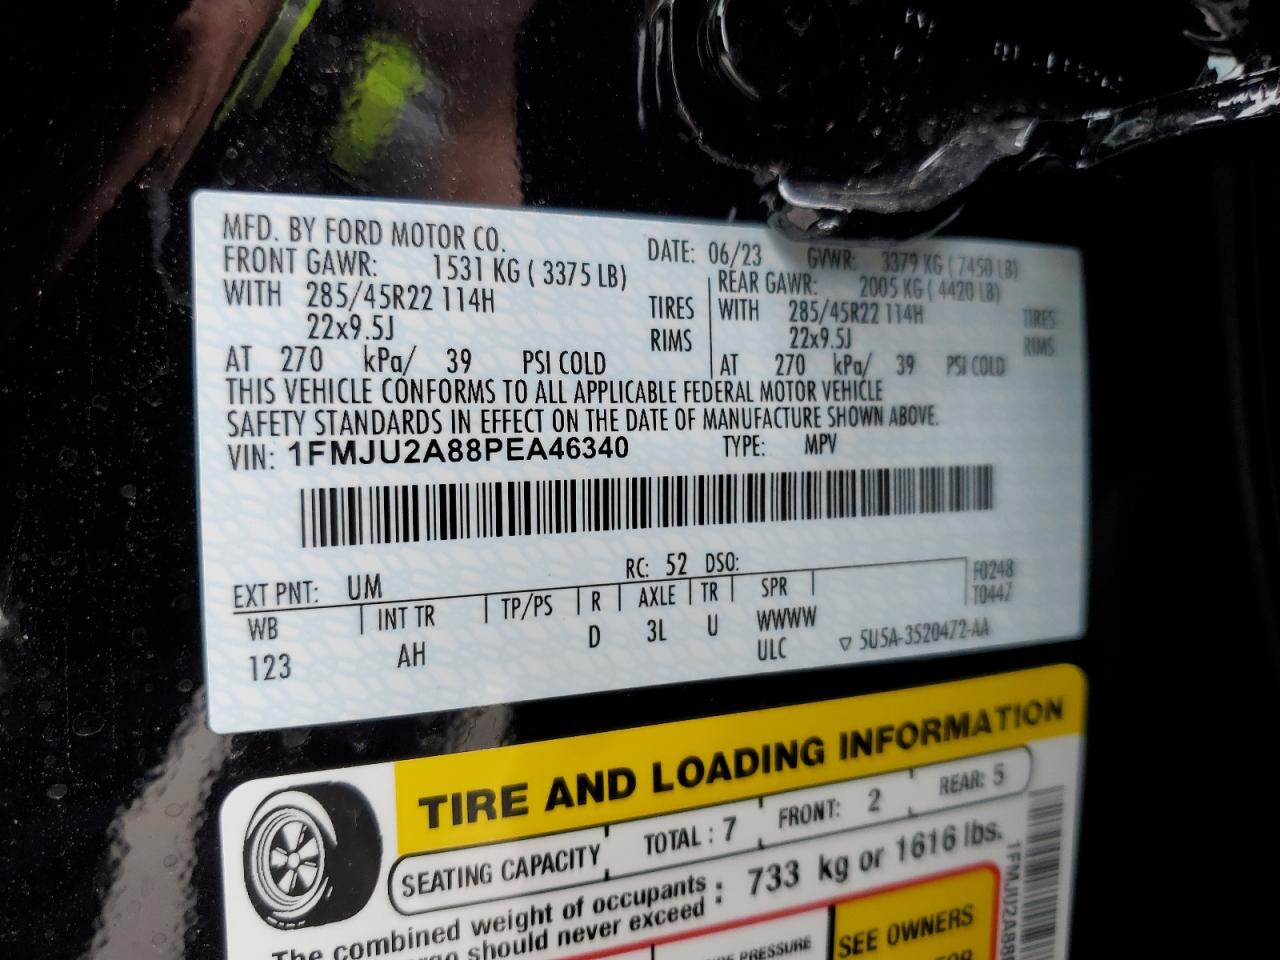 MFD. BY FORD MOTOR CO. DATE: 06/23 GVWR: 3379 KG ( 7450 LB)
FRONT GAWR: 1531 KG ( 3375 LB) REAR GAWR: 2005 KG ( 4420 LB)
WITH 285/45R22 114H TIRES WITH 285/45R22 114H TIRES
22x9.5J RIMS 22x9.5J RIMS
AT 270 kPa/ 39 PSI COLD AT 270 kPa/ 39 PSI COLD
THIS VEHICLE CONFORMS TO ALL APPLICABLE FEDERAL MOTOR VEHICLE
SAFETY STANDARDS IN EFFECT ON THE DATE OF MANUFACTURE SHOWN ABOVE.
VIN: 1FMJU2A88PEA46340 TYPE: MPV
EXT PNT: UM RC: 52 DSO: F0248
WB INT TR TP/PS R AXLE TR SPR T0447
123 AH D 3L U WWWW
ULC ▽ 5U5A-3520472-AA
TIRE AND LOADING INFORMATION
SEATING CAPACITY TOTAL : 7 FRONT: 2 REAR: 5
The combined weight of occupants : 733 kg or 1616 lbs.
should never exceed :
PRESSURE
SEE OWNERS
1FMJU2A88